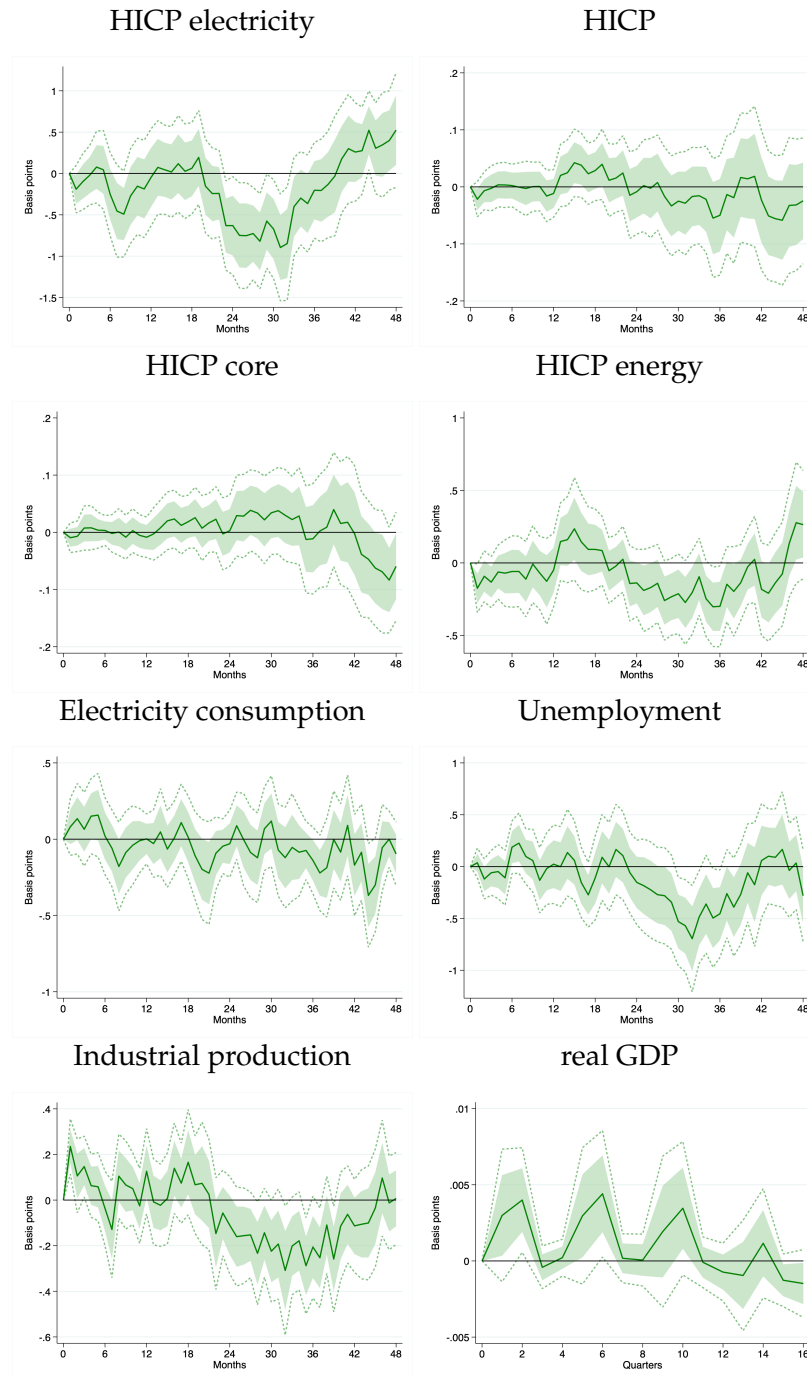 HICP electricity
Basis points
1
.5
0
-.5
-1
-1.5
0 6 12 18 24 30 36 42 48
Months
HICP
Basis points
.2
.1
0
-.1
-.2
0 6 12 18 24 30 36 42 48
Months
HICP core
Basis points
.2
.1
0
-.1
-.2
0 6 12 18 24 30 36 42 48
Months
HICP energy
Basis points
1
.5
0
-.5
0 6 12 18 24 30 36 42 48
Months
Electricity consumption
Basis points
.5
0
-.5
-1
0 6 12 18 24 30 36 42 48
Months
Unemployment
Basis points
1
.5
0
-.5
-1
0 6 12 18 24 30 36 42 48
Months
Industrial production
Basis points
.4
.2
0
-.2
-.4
-.6
0 6 12 18 24 30 36 42 48
Months
real GDP
Basis points
.01
.005
0
-.005
0 2 4 6 8 10 12 14 16
Quarters